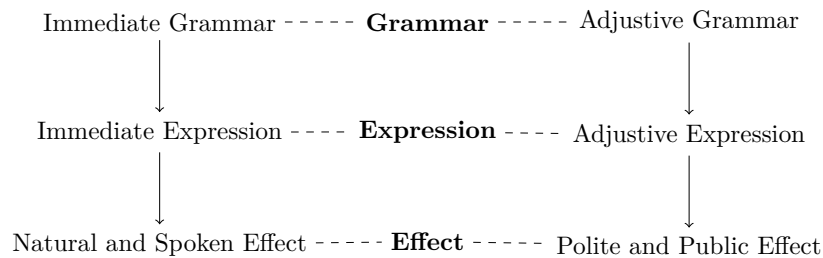 Immediate Grammar Grammar Adjustive Grammar
Immediate Expression Expression Adjustive Expression
Natural and Spoken Effect Effect Polite and Public Effect